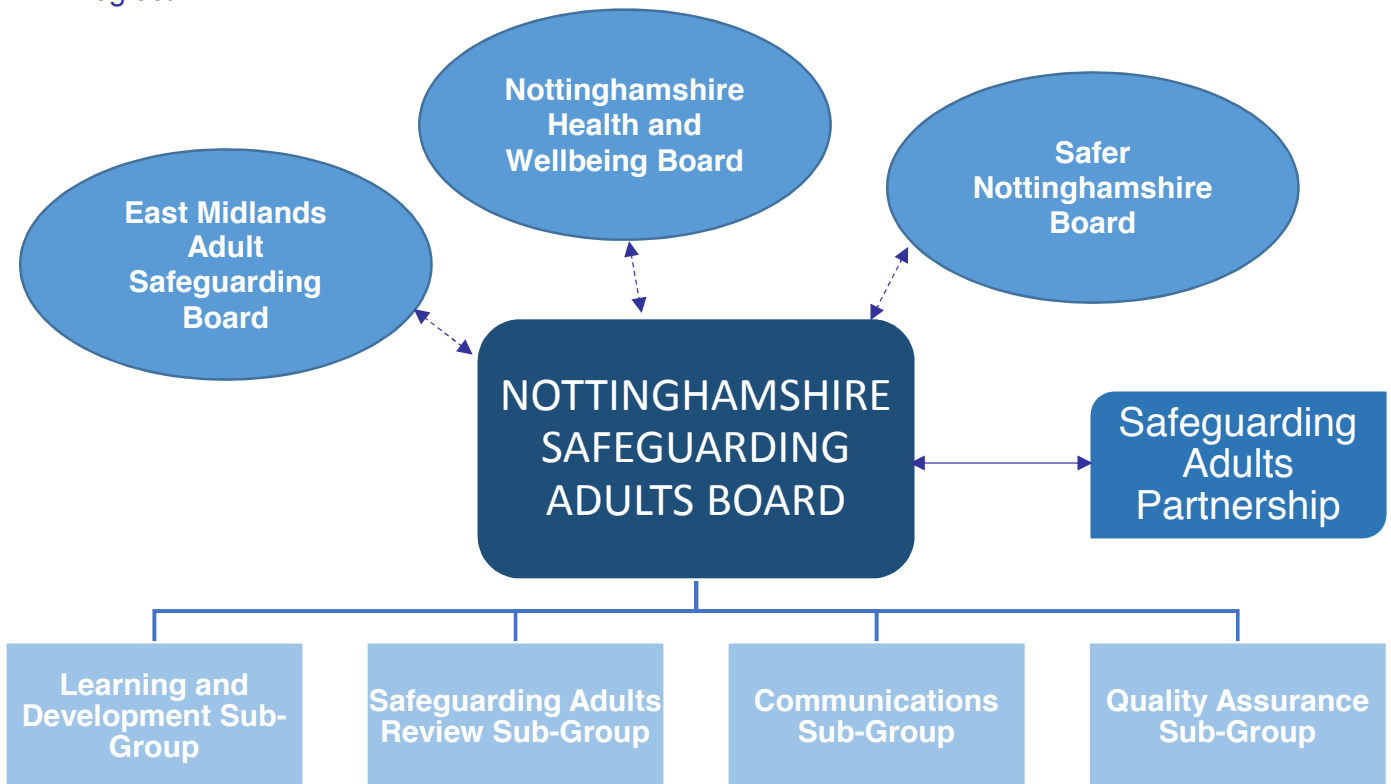 Nottinghamshire
Health and
Wellbeing Board
Safer
Nottinghamshire
Board
East Midlands
Adult
Safeguarding
Board
NOTTINGHAMSHIRE
SAFEGUARDING
ADULTS BOARD
Safeguarding
Adults
Partnership
Learning and
Development Sub-
Group
Safeguarding Adults
Review Sub-Group
Communications
Sub-Group
Quality Assurance
Sub-Group